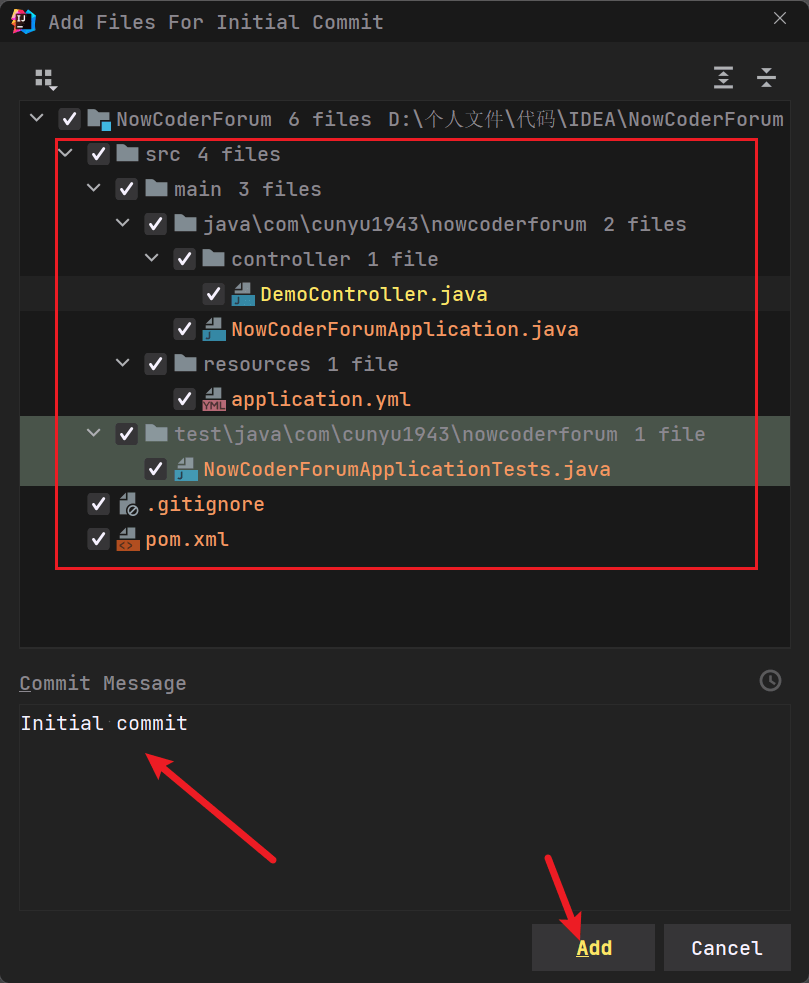 Add Files For Initial Commit
NowCoderForum 6 files D:\个人文件\代码\IDEA\NowCoderForum
src 4 files
main 3 files
java\com\cunyu1943\nowcoderforum 2 files
controller 1 file
DemoController.java
NowCoderForumApplication.java
resources 1 file
application.yml
test\java\com\cunyu1943\nowcoderforum 1 file
NowCoderForumApplicationTests.java
.gitignore
pom.xml
Commit Message
Initial commit
Add Cancel